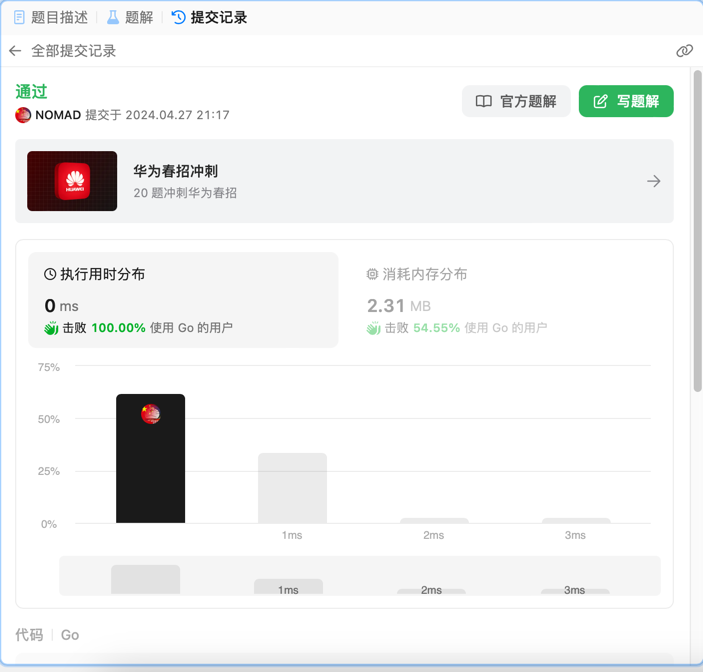 题目描述 题解 提交记录
全部提交记录
通过
NOMAD 提交于 2024.04.27 21:17
官方题解 写题解
HUAWEI
华为春招冲刺
20 题冲刺华为春招
执行用时分布
0 ms
击败 100.00% 使用 Go 的用户
消耗内存分布
2.31 MB
击败 54.55% 使用 Go 的用户
75%
50%
25%
0%
1ms 2ms 3ms
1ms 2ms 3ms
代码 Go